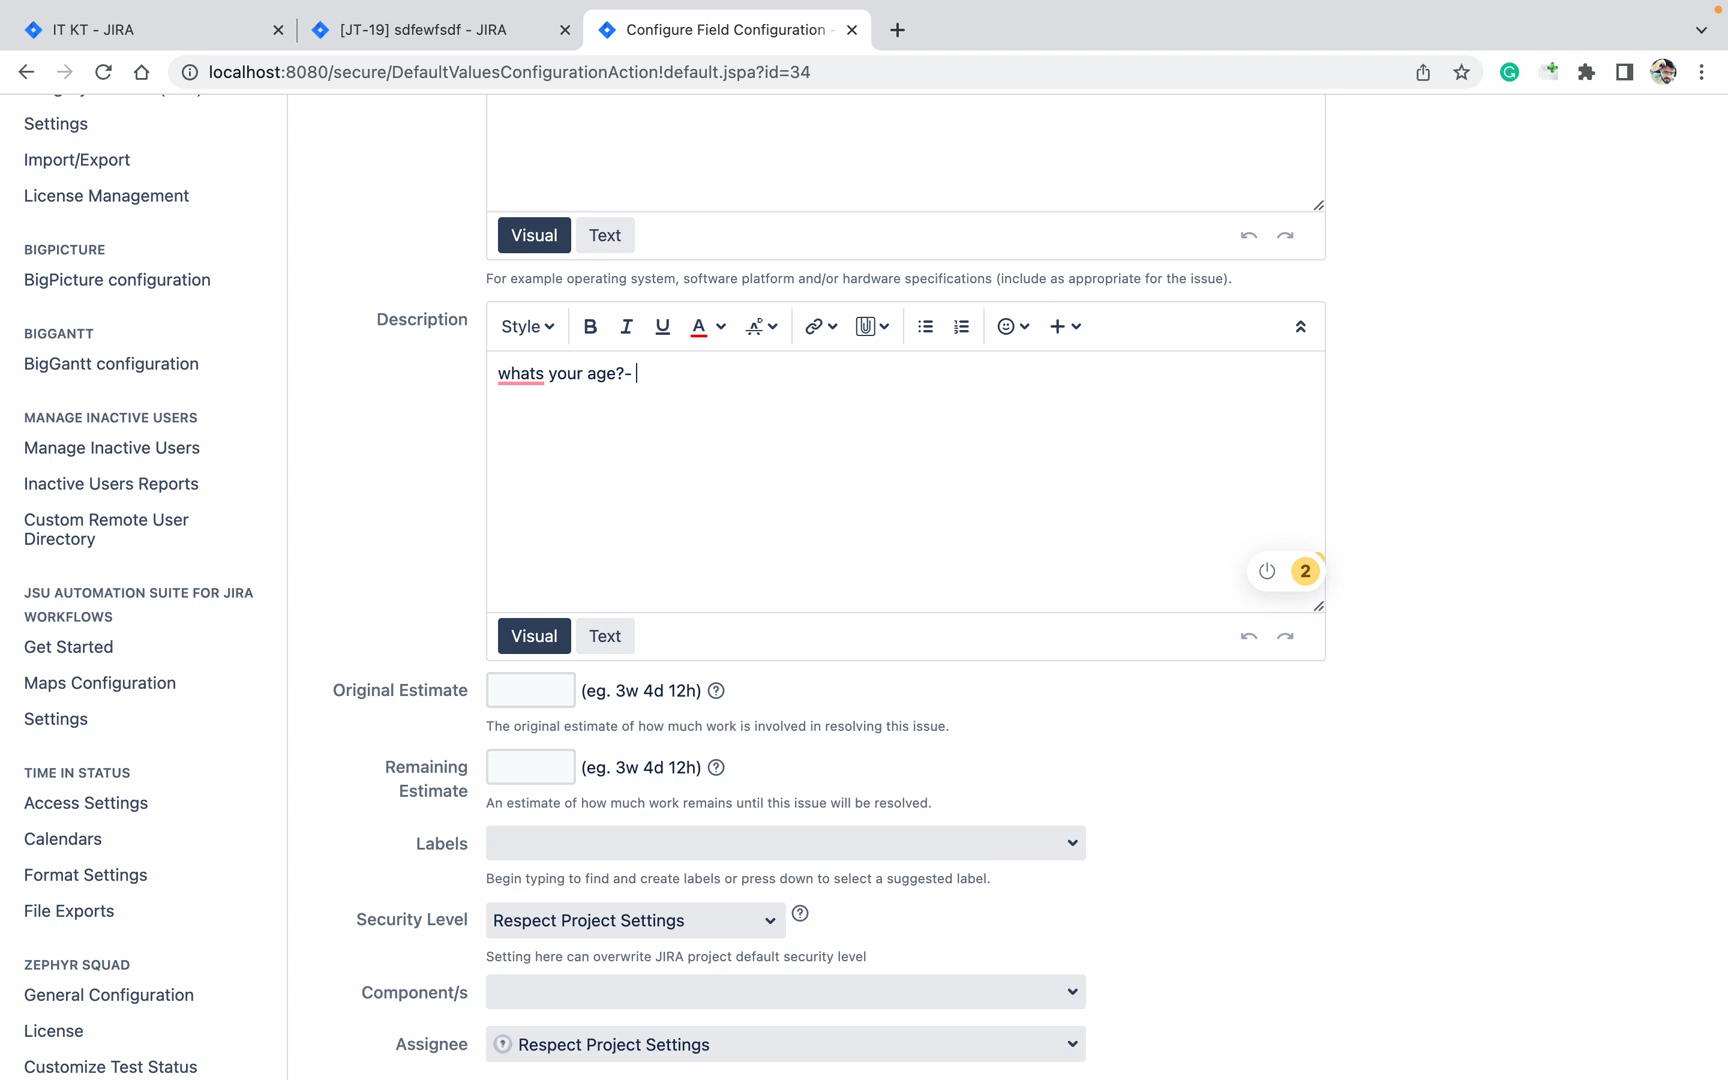 IT KT - JIRA
[JT-19] sdfewfsdf - JIRA
Configure Field Configuration -
localhost:8080/secure/DefaultValuesConfigurationAction!default.jspa?id=34
Settings
Import/Export
License Management
BIGPICTURE
BigPicture configuration
BIGGANTT
BigGantt configuration
MANAGE INACTIVE USERS
Manage Inactive Users
Inactive Users Reports
Custom Remote User
Directory
JSU AUTOMATION SUITE FOR JIRA
WORKFLOWS
Get Started
Maps Configuration
Settings
TIME IN STATUS
Access Settings
Calendars
Format Settings
File Exports
ZEPHYR SQUAD
General Configuration
License
Customize Test Status
Visual Text
For example operating system, software platform and/or hardware specifications (include as appropriate for the issue).
Description
Style B I U A
whats your age?-
2
Visual Text
Original Estimate (eg. 3w 4d 12h)
The original estimate of how much work is involved in resolving this issue.
Remaining
Estimate
(eg. 3w 4d 12h)
An estimate of how much work remains until this issue will be resolved.
Labels
Begin typing to find and create labels or press down to select a suggested label.
Security Level Respect Project Settings
Setting here can overwrite JIRA project default security level
Component/s
Assignee Respect Project Settings